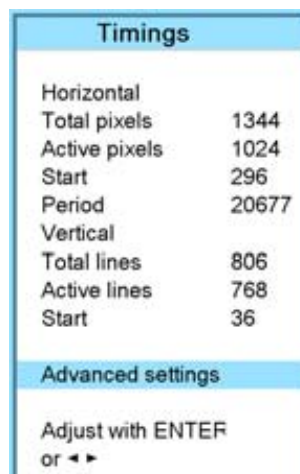 Timings
Horizontal
Total pixels 1344
Active pixels 1024
Start 296
Period 20677
Vertical
Total lines 806
Active lines 768
Start 36
Advanced settings
Adjust with ENTER
or ◄ ►